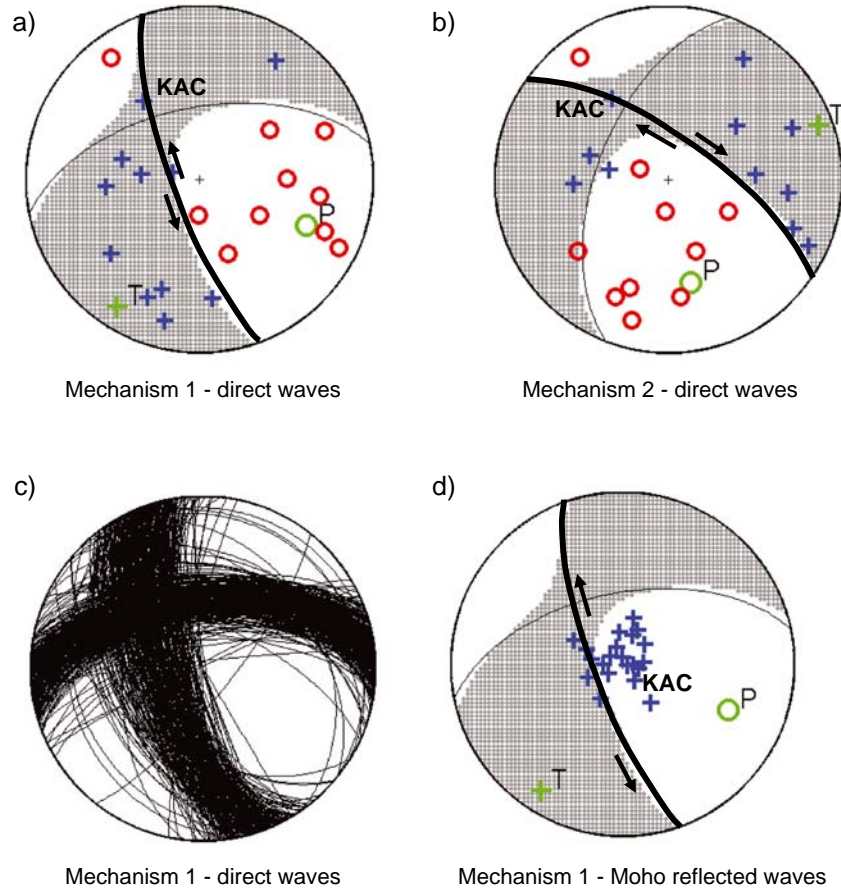 a)
b)
KAC
KAC
T
P
T
P
Mechanism 1 - direct waves
Mechanism 2 - direct waves
c)
d)
KAC
P
T
Mechanism 1 - direct waves
Mechanism 1 - Moho reflected waves